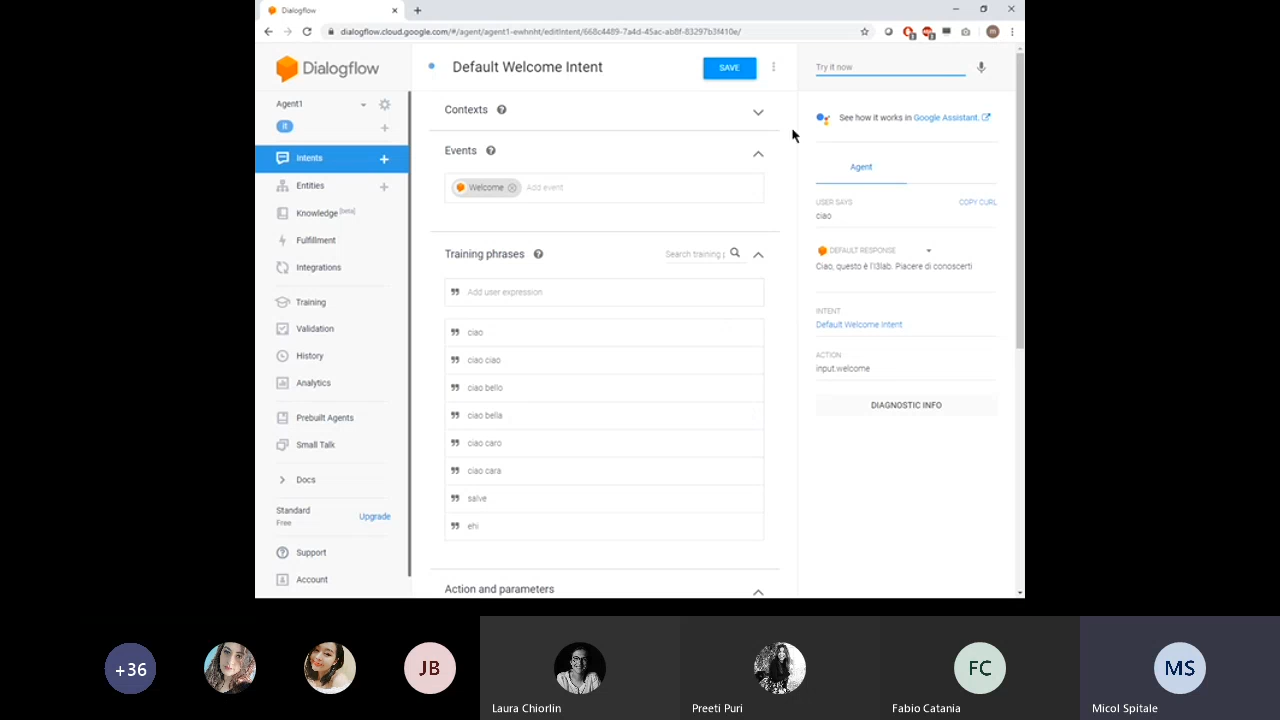 Dialogflow
dialogflow.cloud.google.com/#/agent/agent1-ewhnht/editIntent/668c4489-7a4d-45ac-ab8f-83297b3f410e/
Dialogflow
Agent1
it
Intents
Entities
Knowledge [beta]
Fulfillment
Integrations
Training
Validation
History
Analytics
Prebuilt Agents
Small Talk
Docs
Standard
Free
Upgrade
Support
Account
Default Welcome Intent
SAVE
Contexts
Events
Welcome
Add event
Training phrases
Search training p
Add user expression
ciao
ciao ciao
ciao bello
ciao bella
ciao caro
ciao cara
salve
ehi
Action and parameters
Try it now
See how it works in Google Assistant.
Agent
USER SAYS
COPY CURL
ciao
DEFAULT RESPONSE
Ciao, questo è l'i3lab. Piacere di conoscerti
INTENT
Default Welcome Intent
ACTION
input.welcome
DIAGNOSTIC INFO
+36
JB
Laura Chiorlin
Preeti Puri
FC
Fabio Catania
MS
Micol Spitale